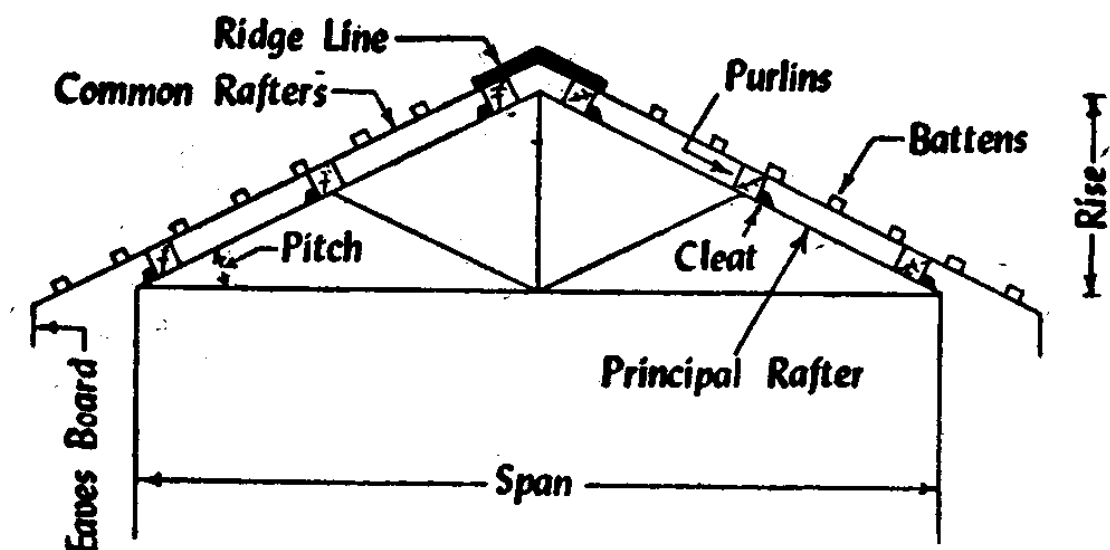 Ridge Line
Common Rafters
Purlins
Battens
Rise
Pitch
Cleat
Principal Rafter
Eaves Board
Span